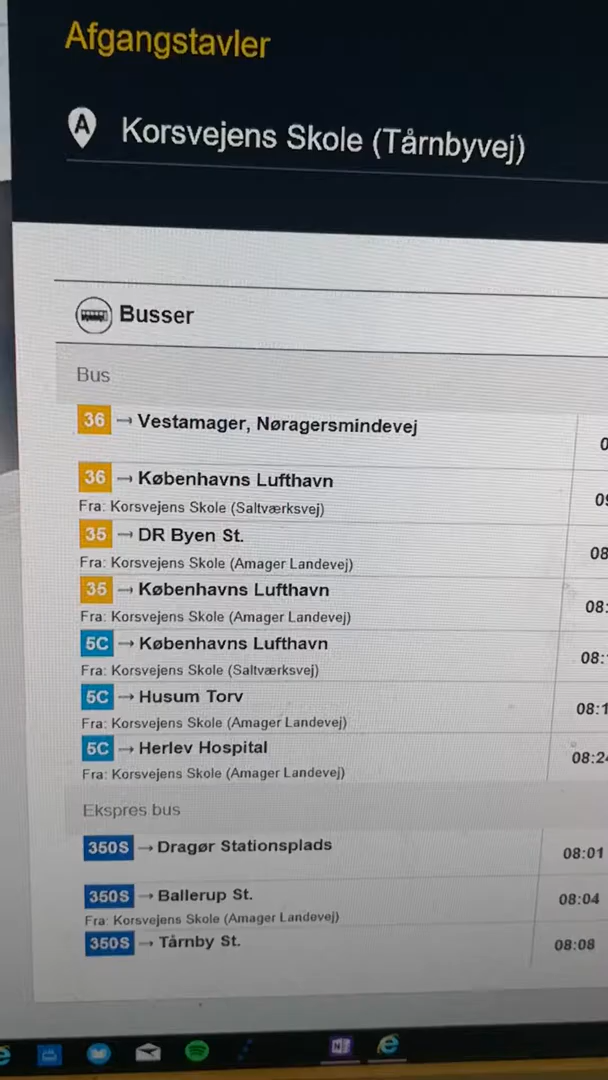 Afgangstavler
A Korsvejens Skole (Tårnbyvej)
Busser
Bus
36 → Vestamager, Nøragersmindevej
36 → Københavns Lufthavn
Fra: Korsvejens Skole (Saltværksvej)
35 → DR Byen St.
Fra: Korsvejens Skole (Amager Landevej)
08
35 → Københavns Lufthavn
Fra: Korsvejens Skole (Amager Landevej)
08:
5C → Københavns Lufthavn
Fra: Korsvejens Skole (Saltværksvej)
5C → Husum Torv
Fra: Korsvejens Skole (Amager Landevej)
08:1
5C → Herlev Hospital
Fra: Korsvejens Skole (Amager Landevej)
08:24
Ekspres bus
350S → Dragør Stationsplads
08:01
350S → Ballerup St.
Fra: Korsvejens Skole (Amager Landevej)
08:04
350S → Tårnby St.
08:08